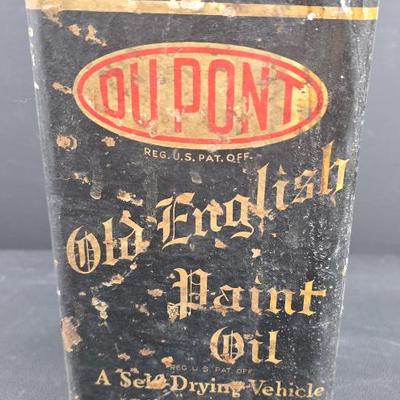 DU PONT
REG. U.S. PAT. OFF.
Old English
Paint
Oil
REG U S PAT OFF
A Self-Drying Vehicle